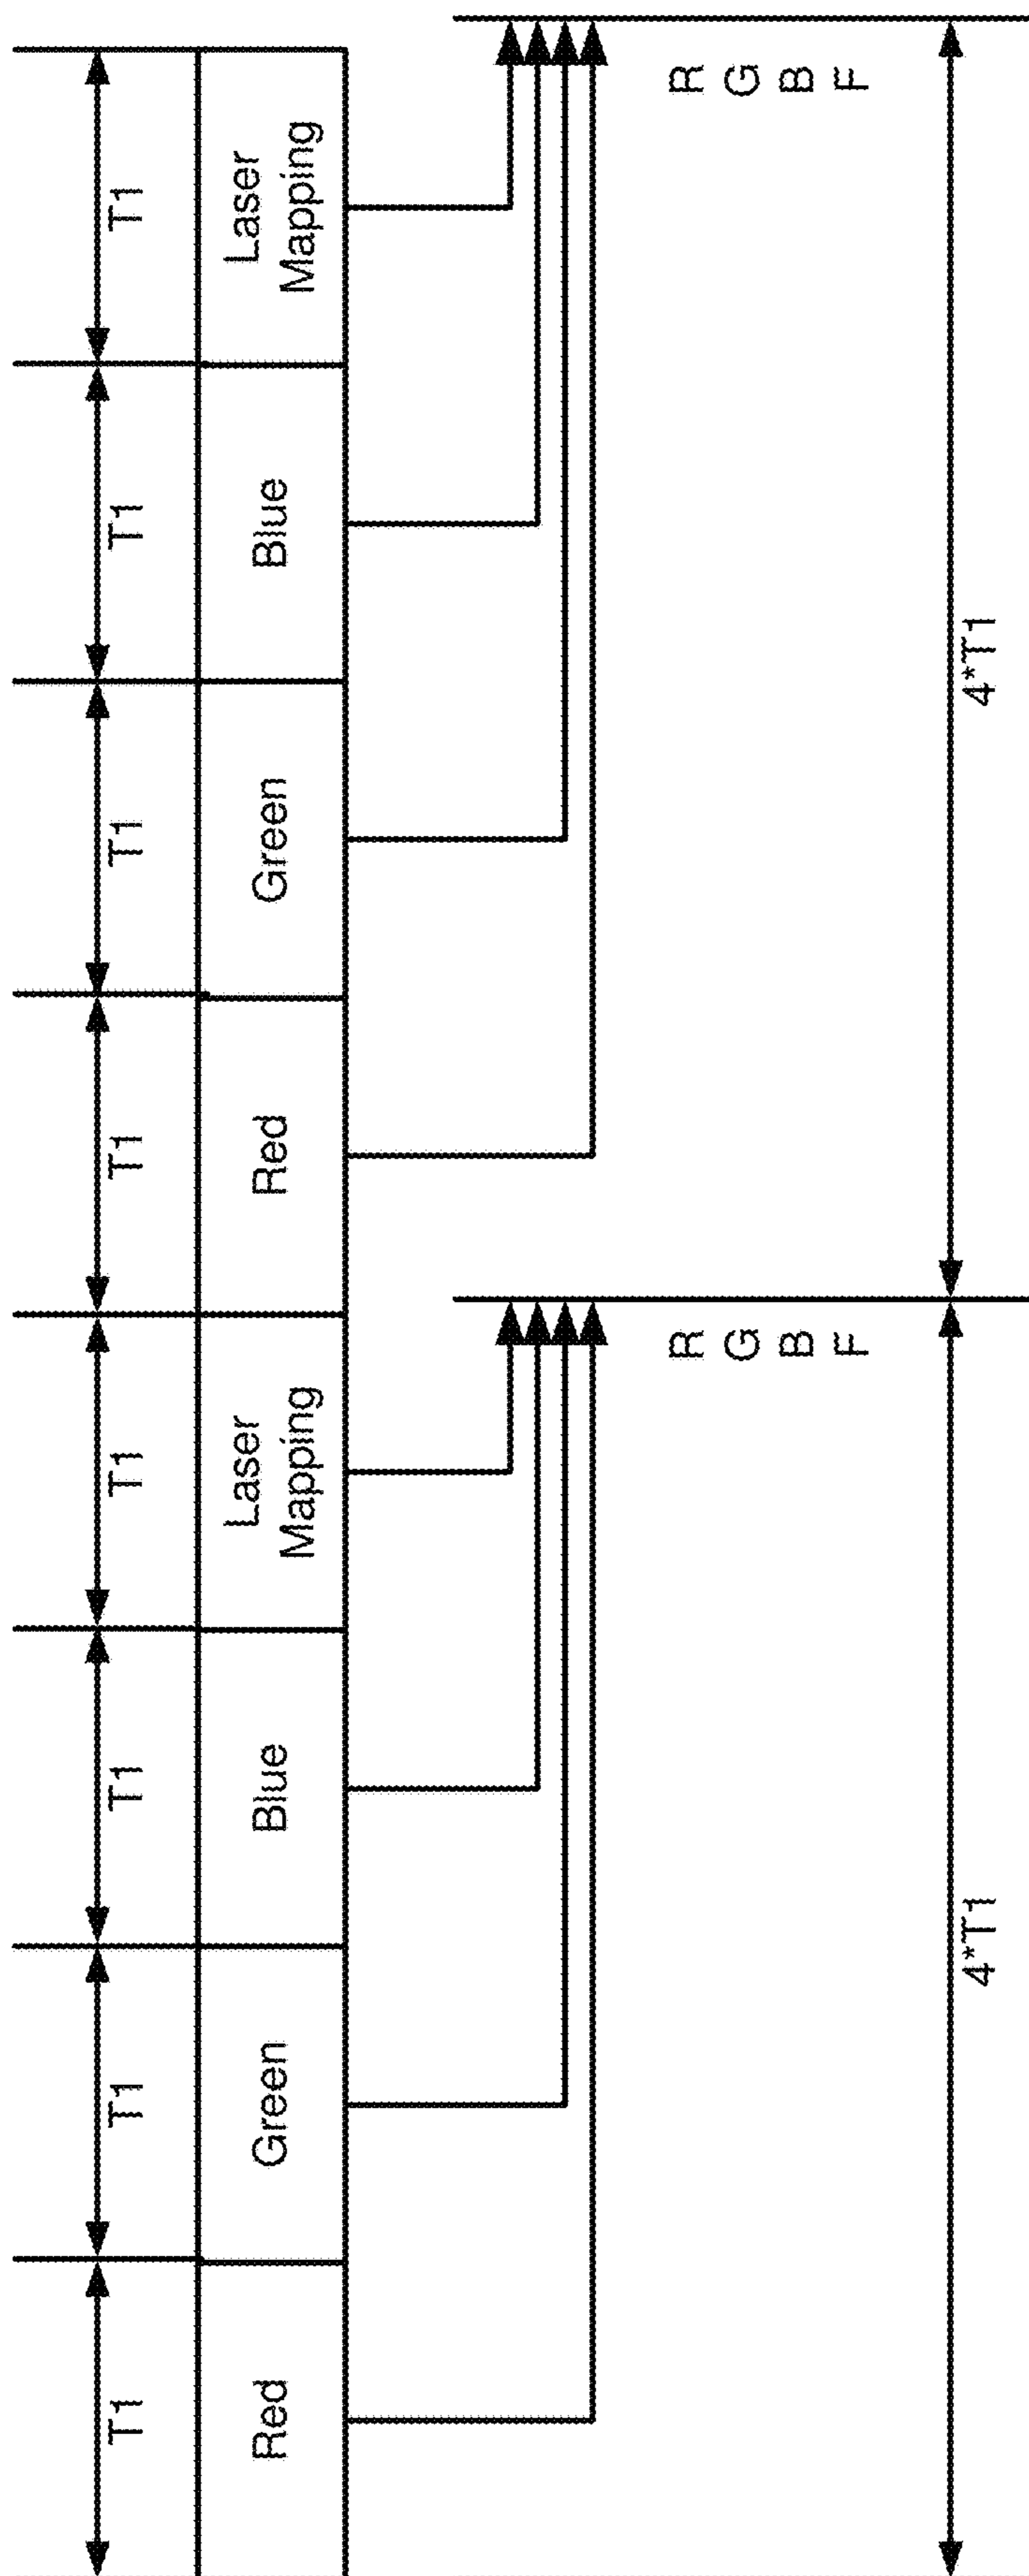 T1
T1
T1
T1
T1
T1
T1
T1
Red
Green
Blue
Laser
Mapping
Red
Green
Blue
Laser
Mapping
R
G
B
F
R
G
B
F
4*T1
4*T1